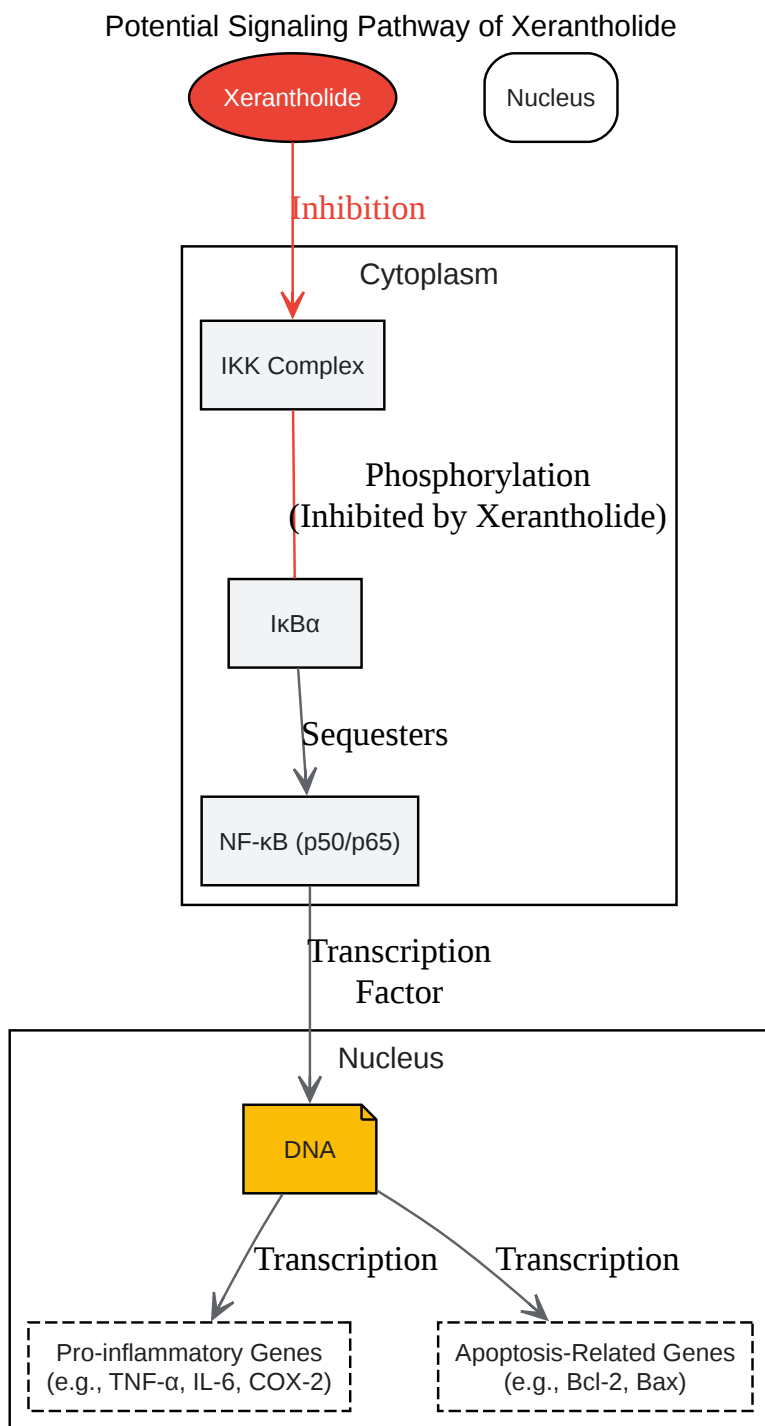 Potential Signaling Pathway of Xerantholide
Xerantholide
Nucleus
Inhibition
Cytoplasm
IKK Complex
Phosphorylation
(Inhibited by Xerantholide)
IκBα
Sequesters
NF-κB (p50/p65)
Transcription
Factor
Nucleus
DNA
Transcription
Transcription
Pro-inflammatory Genes
(e.g., TNF-α, IL-6, COX-2)
Apoptosis-Related Genes
(e.g., Bcl-2, Bax)